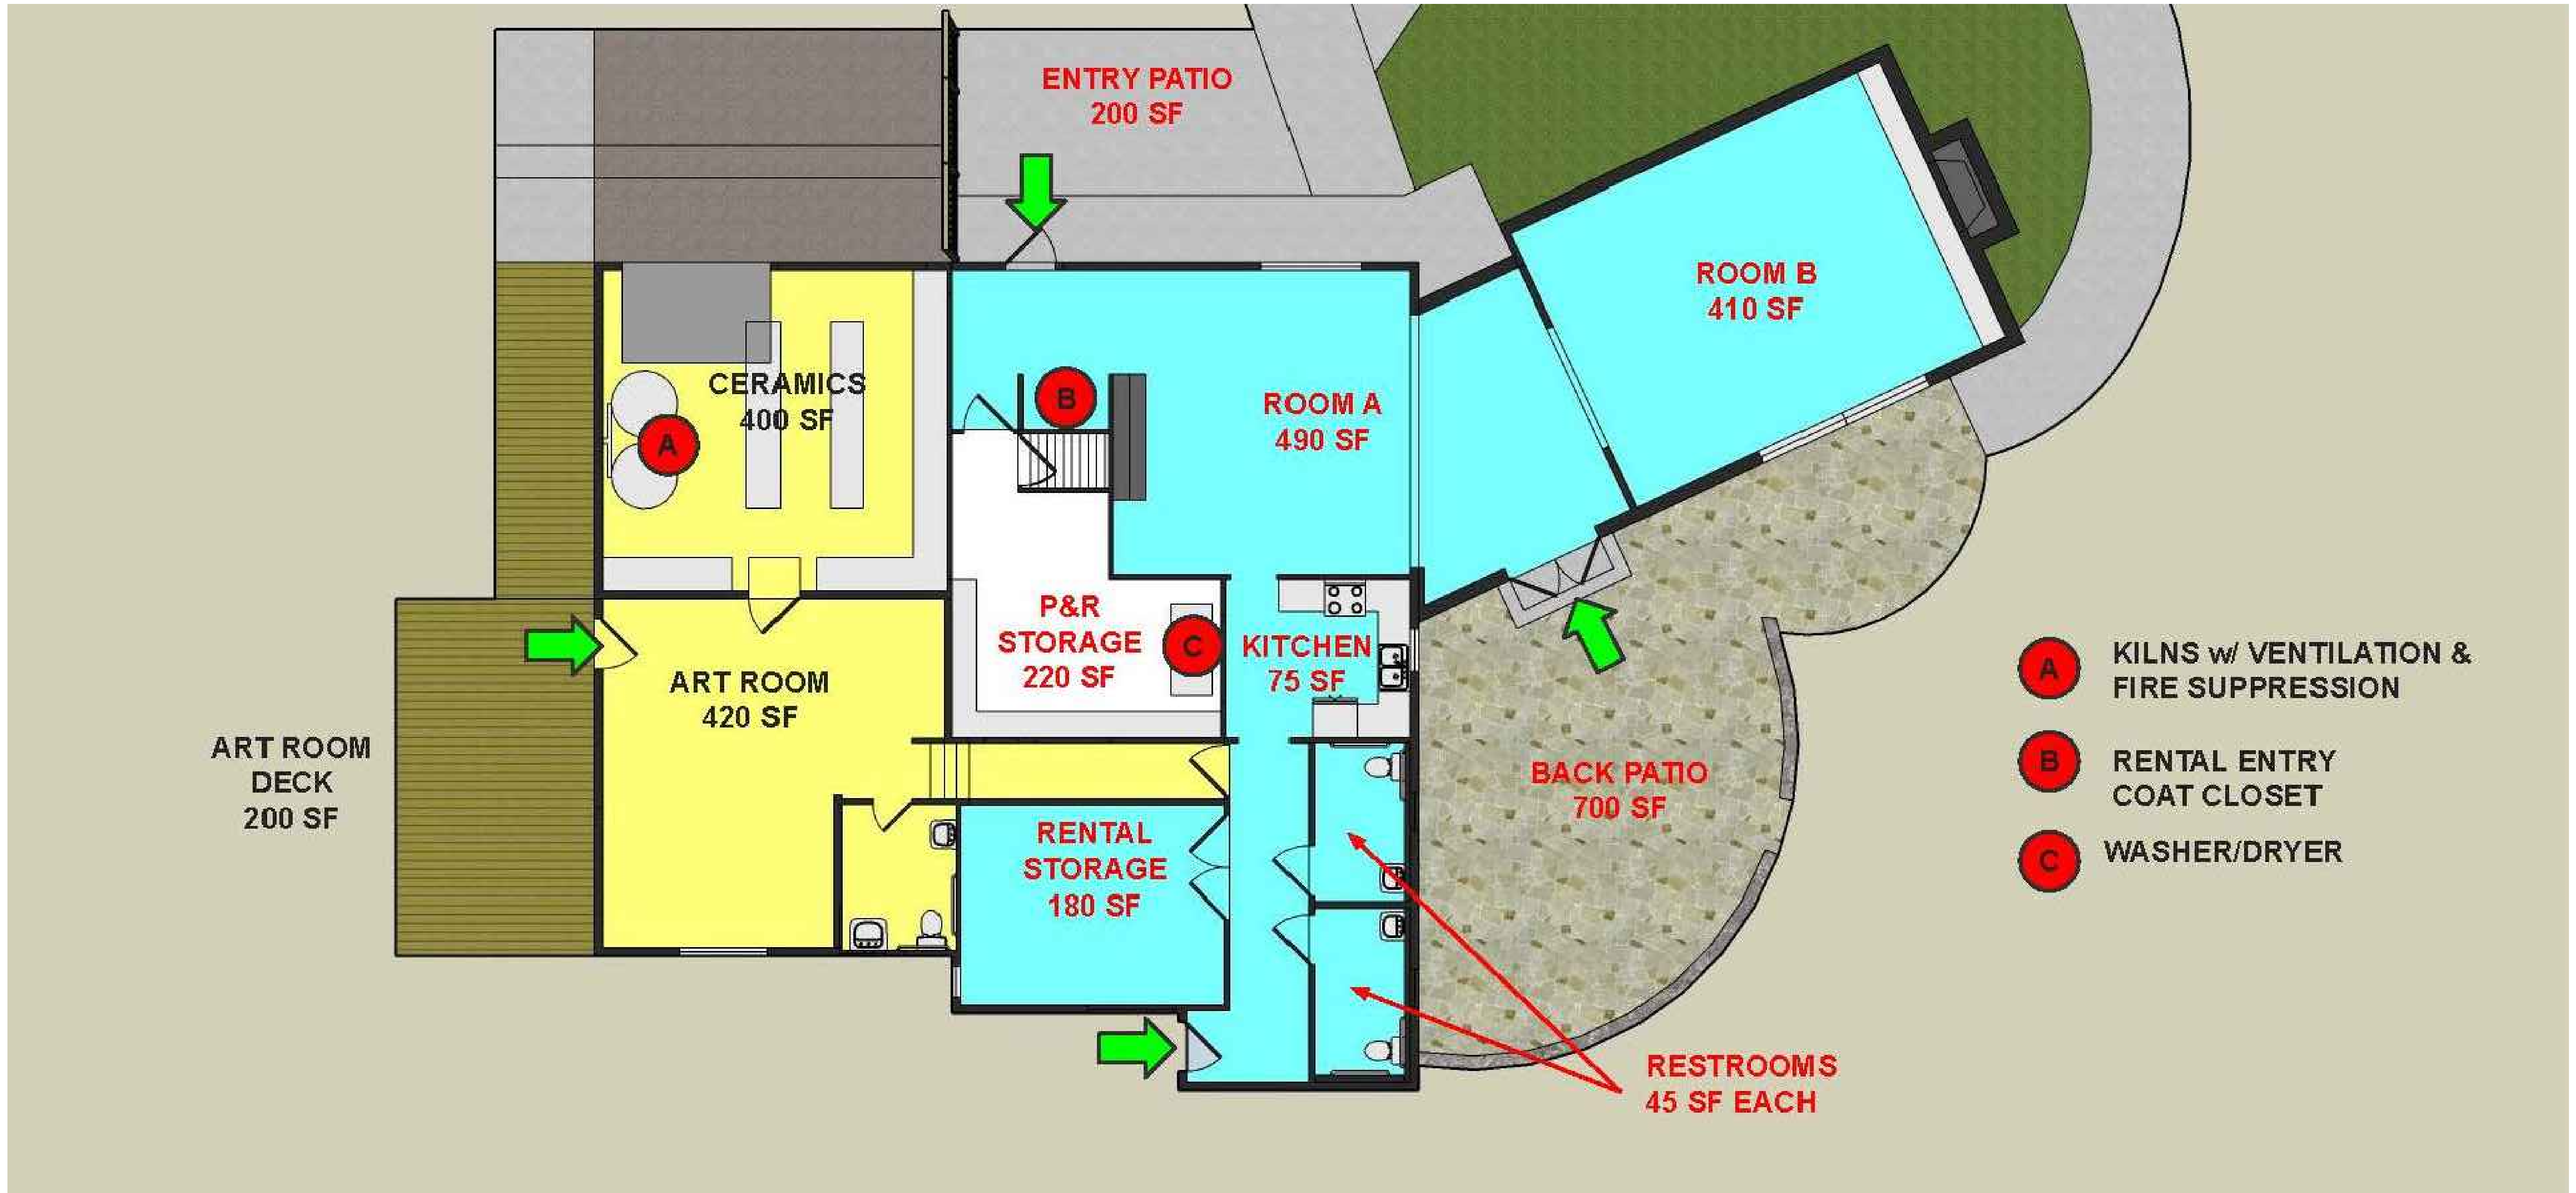 ENTRY PATIO
200 SF
ROOM B
410 SF
CERAMICS
400 SF
A
B
ROOM A
490 SF
P&R
STORAGE
220 SF
C
KITCHEN
75 SF
ART ROOM
420 SF
ART ROOM
DECK
200 SF
RENTAL
STORAGE
180 SF
BACK PATIO
700 SF
RESTROOMS
45 SF EACH
A
KILNS w/ VENTILATION &
FIRE SUPPRESSION
B
RENTAL ENTRY
COAT CLOSET
C
WASHER/DRYER